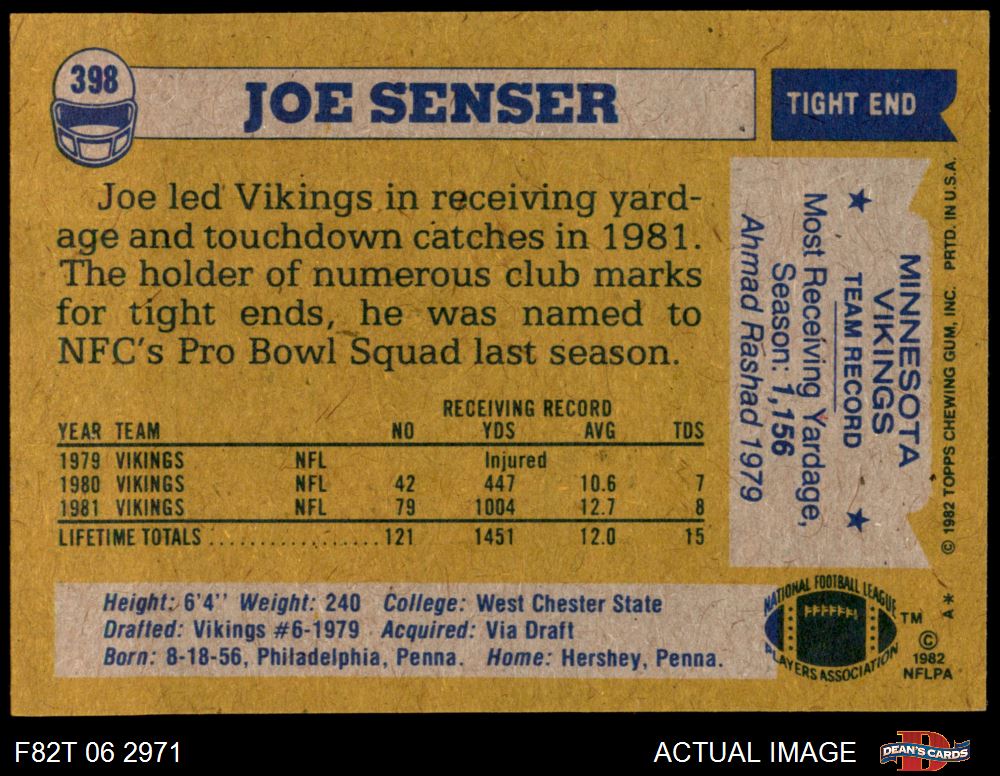 398
JOE SENSER
TIGHT END
Joe led Vikings in receiving yard-
age and touchdown catches in 1981.
The holder of numerous club marks
for tight ends, he was named to
NFC's Pro Bowl Squad last season.
RECEIVING RECORD
YEAR TEAM NO YDS AVG TDS
1979 VIKINGS NFL Injured
1980 VIKINGS NFL 42 447 10.6 7
1981 VIKINGS NFL 79 1004 12.7 8
LIFETIME TOTALS ................... 121 1451 12.0 15
MINNESOTA
VIKINGS
★ TEAM RECORD ★
Most Receiving Yardage,
Season: 1,156
Ahmad Rashad 1979
© 1982 TOPPS CHEWING GUM, INC. PRTD. IN U.S.A.
Height: 6'4" Weight: 240 College: West Chester State
Drafted: Vikings #6-1979 Acquired: Via Draft
Born: 8-18-56, Philadelphia, Penna. Home: Hershey, Penna.
NATIONAL FOOTBALL LEAGUE
PLAYERS ASSOCIATION
TM
A*
©
1982
NFLPA
F82T 06 2971
ACTUAL IMAGE
D
DEAN'S CARDS